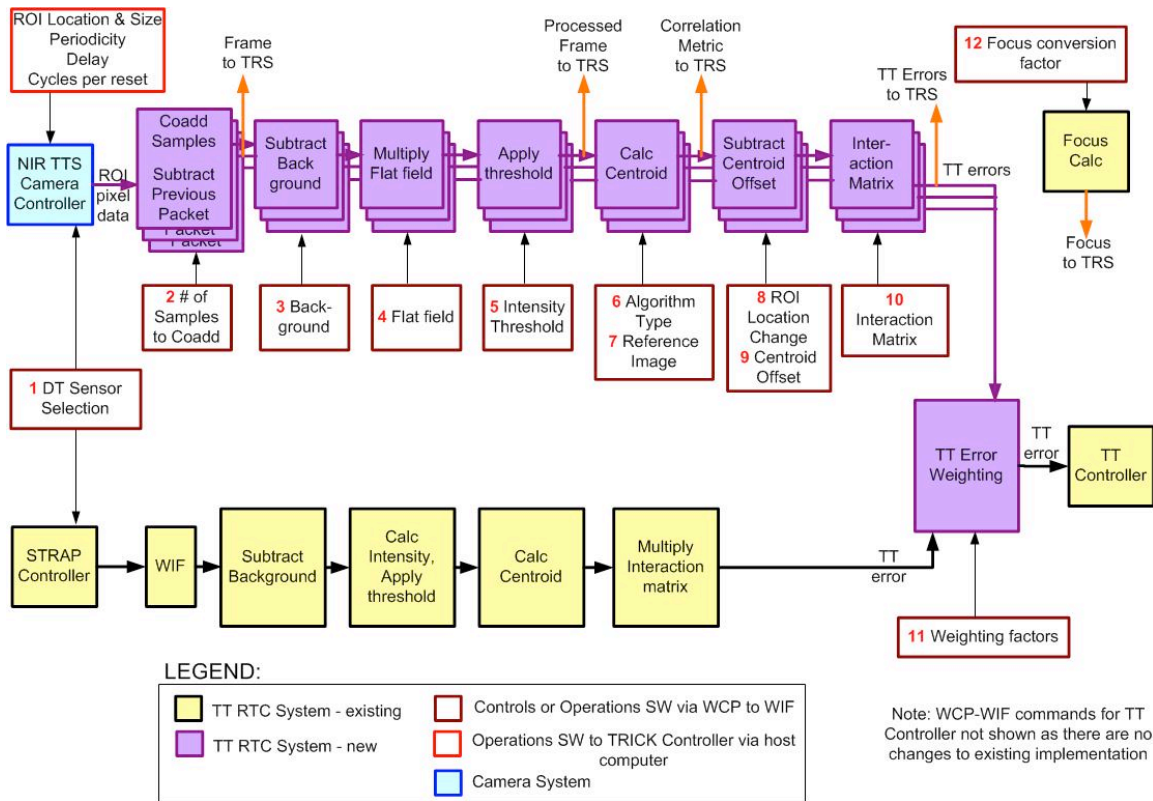 ROI Location & Size
Periodicity
Delay
Cycles per reset
Frame
to TRS
Processed
Frame
to TRS
Correlation
Metric
to TRS
TT Errors
to TRS
12 Focus conversion
factor
NIR TTS
Camera
Controller
ROI
pixel
data
Coadd
Samples
Subtract
Previous
Packet
Packet
Packet
Subtract
Back
ground
Multiply
Flat field
Apply
threshold
Calc
Centroid
Subtract
Centroid
Offset
Inter-
action
Matrix
TT errors
Focus
Calc
Focus
to TRS
2 # of
Samples
to Coadd
3 Back-
ground
4 Flat field
5 Intensity
Threshold
6 Algorithm
Type
7 Reference
Image
8 ROI
Location
Change
9 Centroid
Offset
10
Interaction
Matrix
1 DT Sensor
Selection
TT Error
Weighting
TT
error
TT
Controller
STRAP
Controller
WIF
Subtract
Background
Calc
Intensity,
Apply
threshold
Calc
Centroid
Multiply
Interaction
matrix
TT
error
11 Weighting factors
LEGEND:
TT RTC System - existing
TT RTC System - new
Controls or Operations SW via WCP to WIF
Operations SW to TRICK Controller via host
computer
Camera System
Note: WCP-WIF commands for TT
Controller not shown as there are no
changes to existing implementation